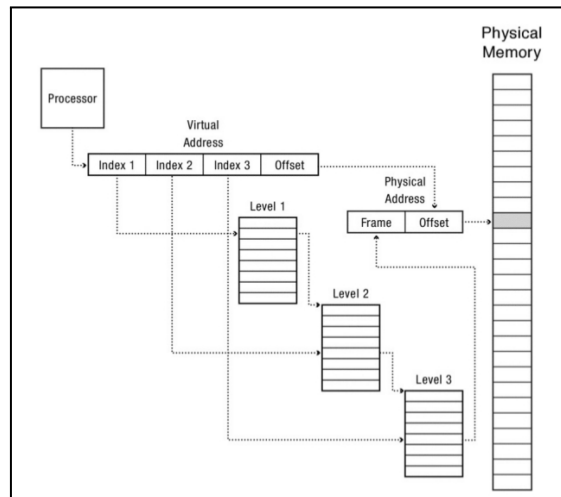 Physical
Memory
Processor
Virtual
Address
Index 1 Index 2 Index 3 Offset
Physical
Address
Level 1
Frame Offset
Level 2
Level 3